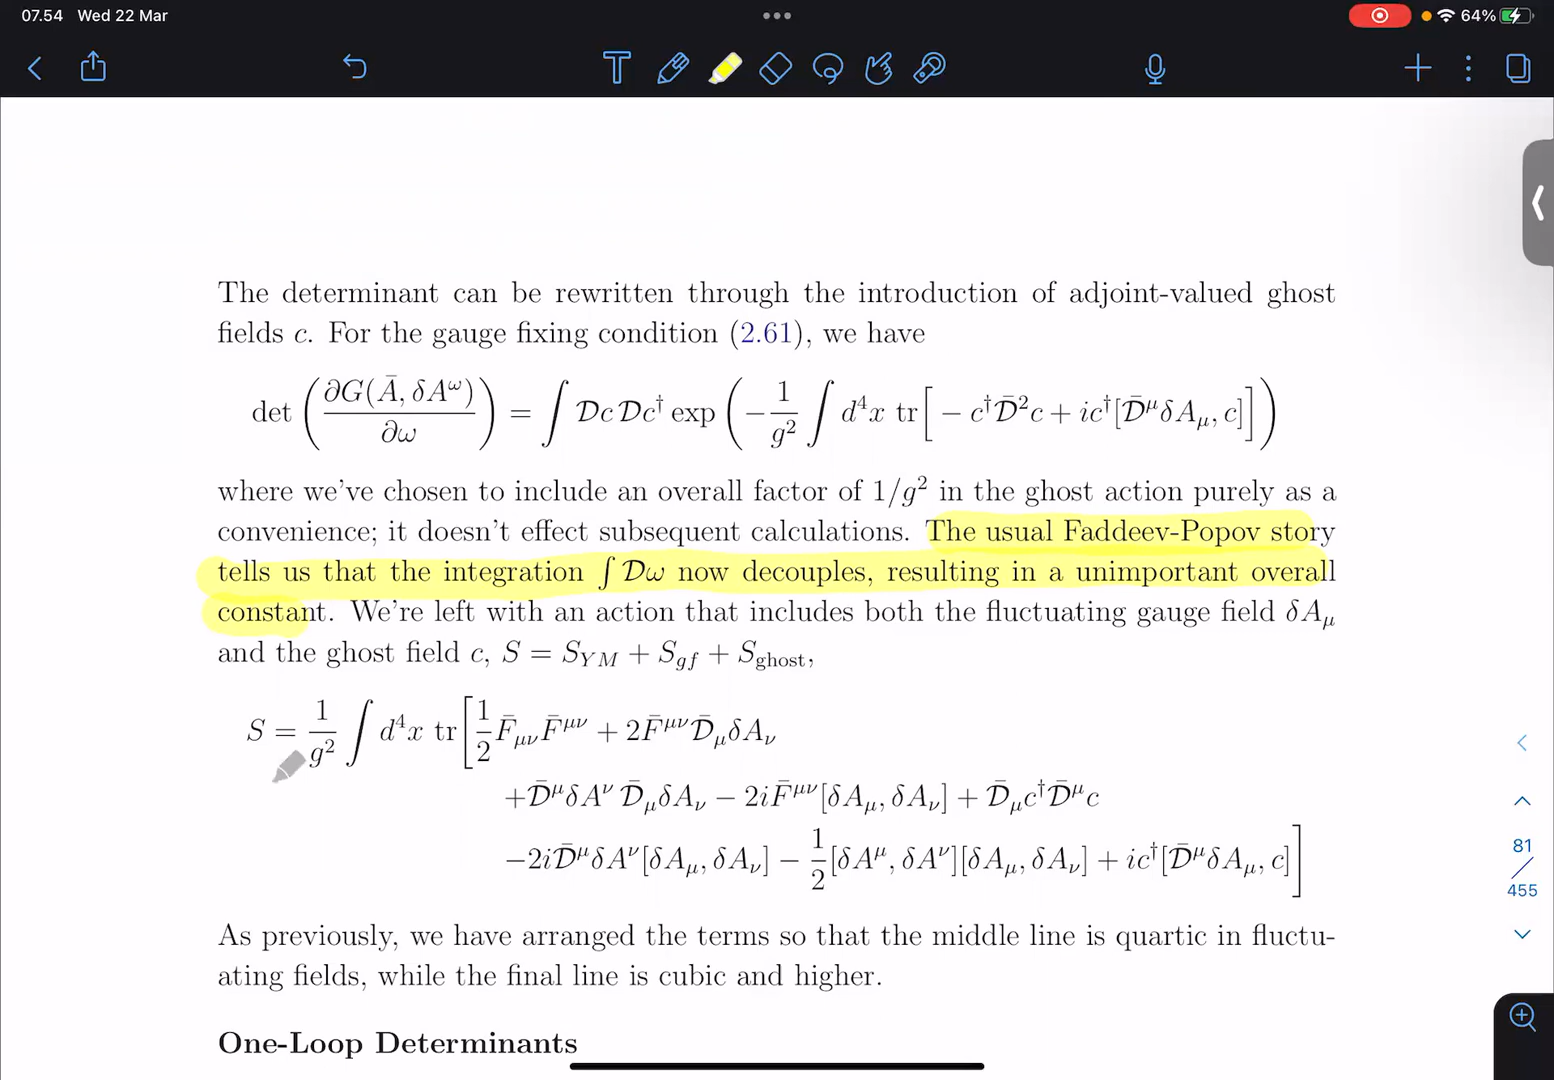 07.54 Wed 22 Mar
64%
The determinant can be rewritten through the introduction of adjoint-valued ghost
fields c. For the gauge fixing condition (2.61), we have
det (∂G(Ā, δA^ω)/∂ω) = ∫ 𝒟c 𝒟c† exp (−1/g² ∫ d⁴x tr[ − c†𝒟̄²c + ic†[𝒟̄^μ δA_μ, c]])
where we've chosen to include an overall factor of 1/g² in the ghost action purely as a
convenience; it doesn't effect subsequent calculations. The usual Faddeev-Popov story
tells us that the integration ∫ 𝒟ω now decouples, resulting in a unimportant overall
constant. We're left with an action that includes both the fluctuating gauge field δA_μ
and the ghost field c, S = S_YM + S_gf + S_ghost,
S = 1/g² ∫ d⁴x tr[1/2 F̄_μν F̄^μν + 2F̄^μν 𝒟̄_μ δA_ν
+𝒟̄^μ δA^ν 𝒟̄_μ δA_ν − 2iF̄^μν[δA_μ, δA_ν] + 𝒟̄_μ c†𝒟̄^μ c
−2i𝒟̄^μ δA^ν[δA_μ, δA_ν] − 1/2[δA^μ, δA^ν][δA_μ, δA_ν] + ic†[𝒟̄^μ δA_μ, c]]
As previously, we have arranged the terms so that the middle line is quartic in fluctu-
ating fields, while the final line is cubic and higher.
One-Loop Determinants
81
/
455